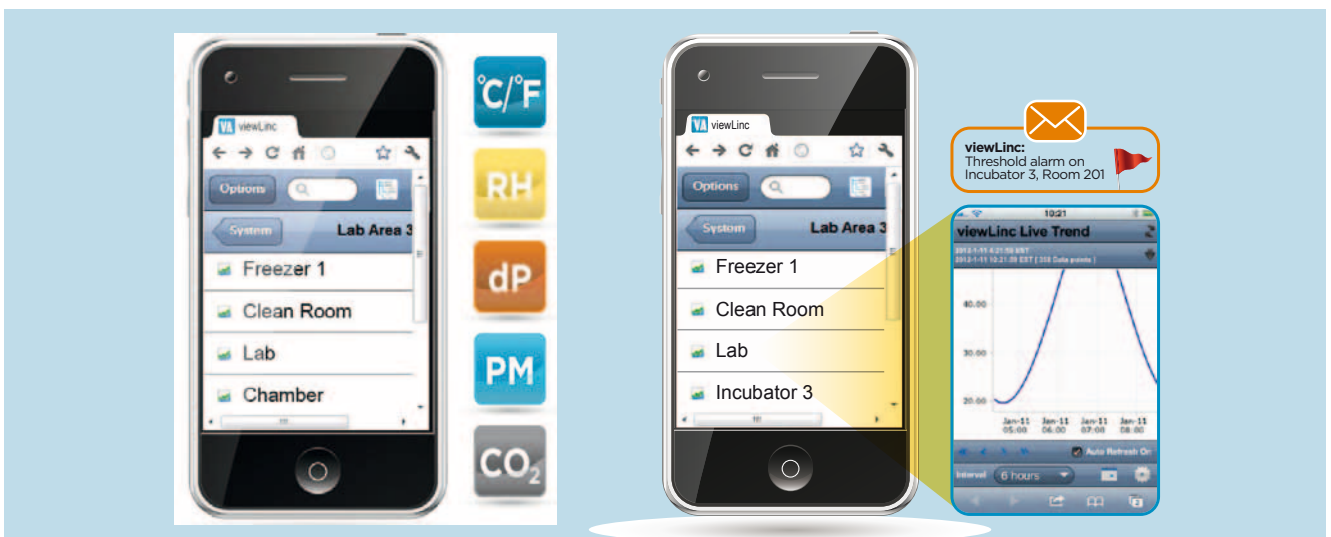 VA viewLinc
Options
System
Lab Area 3
Freezer 1
Clean Room
Lab
Chamber
°C/°F
RH
dP
PM
CO₂
VA viewLinc
Options
System
Lab Area 3
Freezer 1
Clean Room
Lab
Incubator 3
viewLinc:
Threshold alarm on
Incubator 3, Room 201
10:21
viewLinc Live Trend
40.00
30.00
20.00
Jan-11 Jan-11 Jan-11 Jan-11
05:00 06:00 07:00 08:00
Auto Refresh On
Interval 6 hours